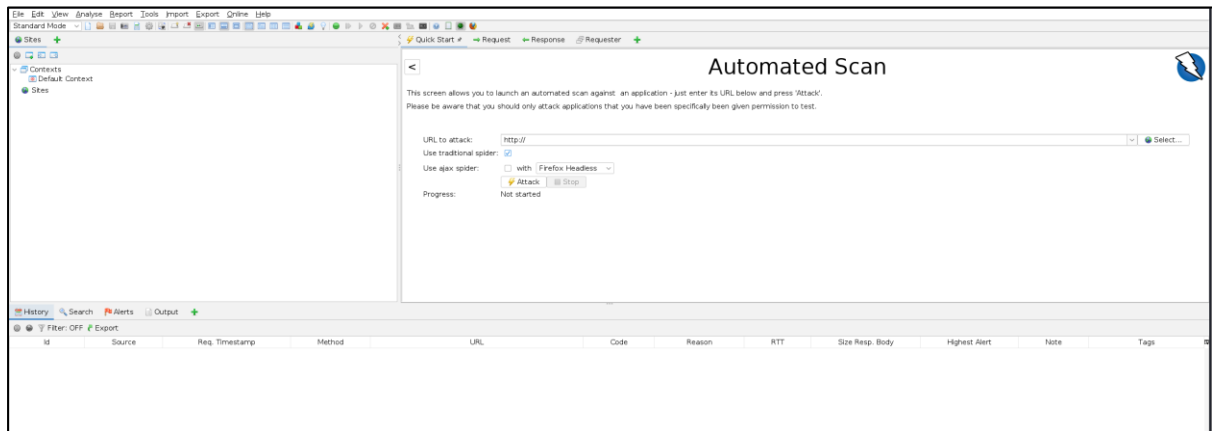 File Edit View Analyse Report Tools Import Export Online Help
Standard Mode
Sites
Quick Start Request Response Requester
Contexts
Default Context
Sites
<
Automated Scan
This screen allows you to launch an automated scan against an application - just enter its URL below and press 'Attack'.
Please be aware that you should only attack applications that you have been specifically been given permission to test.
URL to attack: http:// Select...
Use traditional spider:
Use ajax spider: with Firefox Headless
Attack Stop
Progress: Not started
History Search Alerts Output
Filter: OFF Export
Id Source Req. Timestamp Method URL Code Reason RTT Size Resp. Body Highest Alert Note Tags